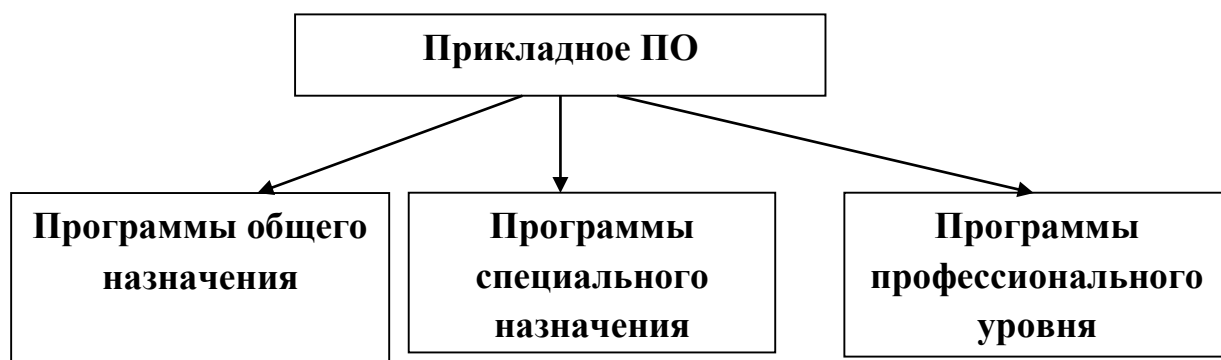 Прикладное ПО
Программы общего
назначения
Программы
специального
назначения
Программы
профессионального
уровня